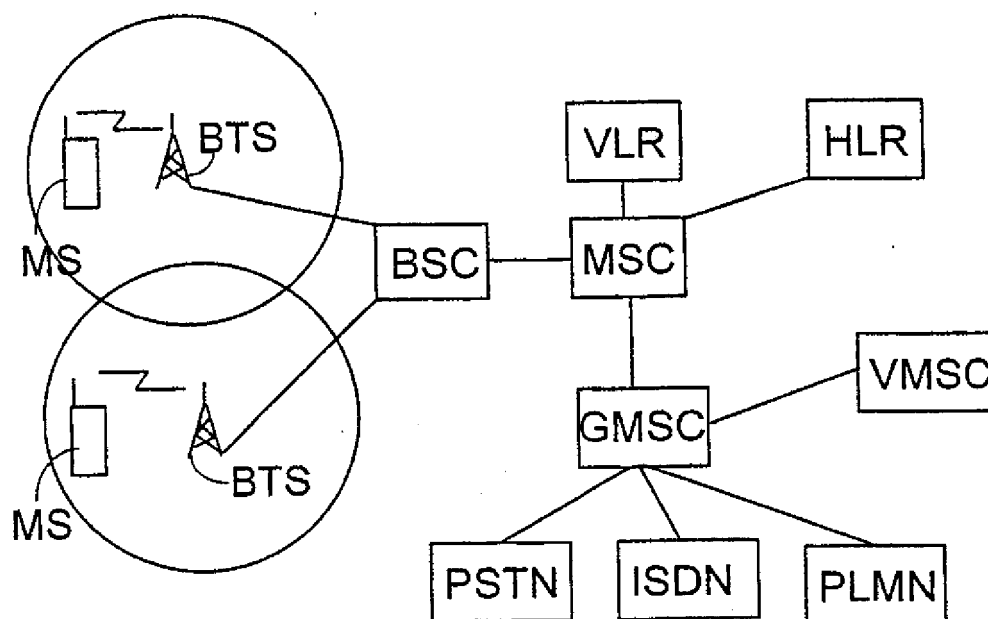 BTS
VLR
HLR
MS
BSC
MSC
VMSC
GMSC
BTS
MS
PSTN
ISDN
PLMN